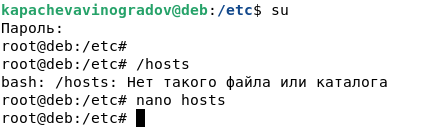 kapachevavinogradov@deb:/etc$ su
Пароль:
root@deb:/etc#
root@deb:/etc# /hosts
bash: /hosts: Нет такого файла или каталога
root@deb:/etc# nano hosts
root@deb:/etc#